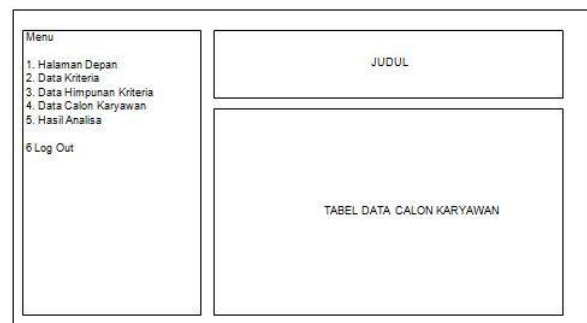 Menu
1. Halaman Depan
2. Data Kriteria
3. Data Himpunan Kriteria
4. Data Calon Karyawan
5. Hasil Analisa
6 Log Out
JUDUL
TABEL DATA CALON KARYAWAN